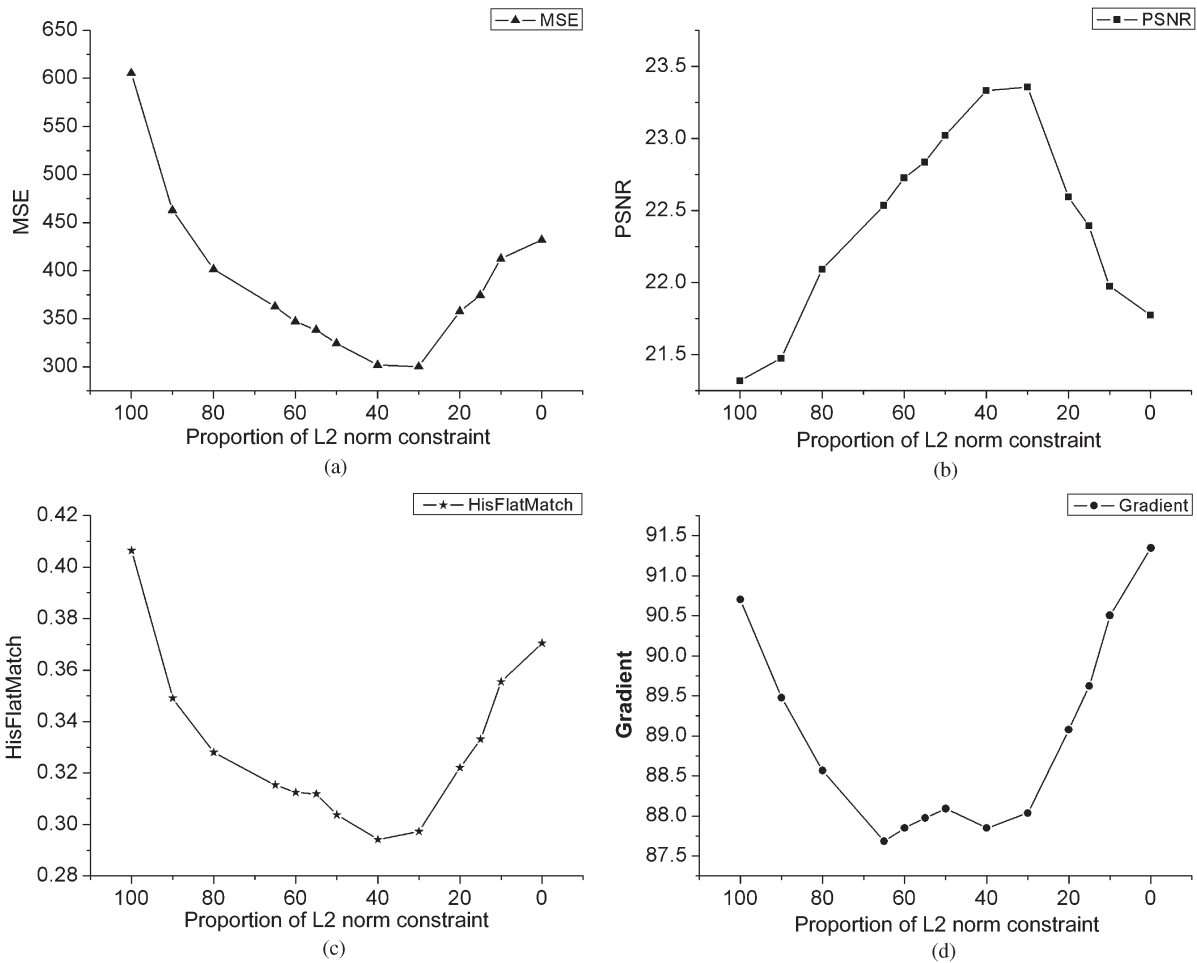 MSE
650
600
550
500
450
400
350
300
MSE
100 80 60 40 20 0
Proportion of L2 norm constraint
(a)
PSNR
23.5
23.0
22.5
22.0
21.5
PSNR
100 80 60 40 20 0
Proportion of L2 norm constraint
(b)
HisFlatMatch
0.42
0.40
0.38
0.36
0.34
0.32
0.30
0.28
HisFlatMatch
100 80 60 40 20 0
Proportion of L2 norm constraint
(c)
Gradient
91.5
91.0
90.5
90.0
89.5
89.0
88.5
88.0
87.5
Gradient
100 80 60 40 20 0
Proportion of L2 norm constraint
(d)